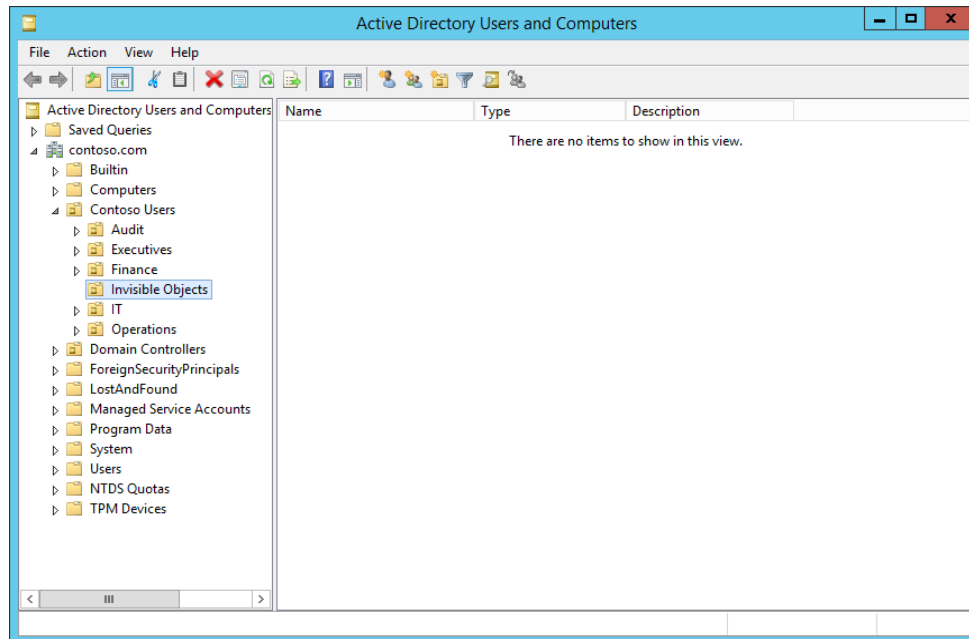 Active Directory Users and Computers
File Action View Help
Active Directory Users and Computers
Name Type Description
There are no items to show in this view.
Saved Queries
contoso.com
Builtin
Computers
Contoso Users
Audit
Executives
Finance
Invisible Objects
IT
Operations
Domain Controllers
ForeignSecurityPrincipals
LostAndFound
Managed Service Accounts
Program Data
System
Users
NTDS Quotas
TPM Devices